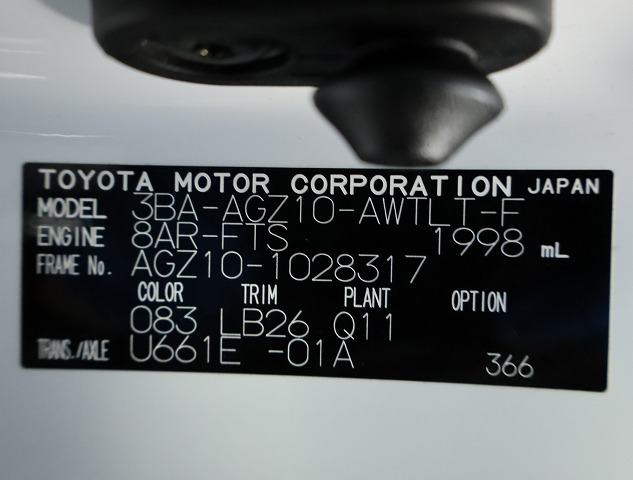 TOYOTA MOTOR CORPORATION JAPAN
MODEL 3BA-AGZ10-AWTLT-F
ENGINE 8AR-FTS 1998 mL
FRAME No. AGZ10-1028317
COLOR TRIM PLANT OPTION
083 LB26 Q11
TRANS./AXLE U661E -01A 366